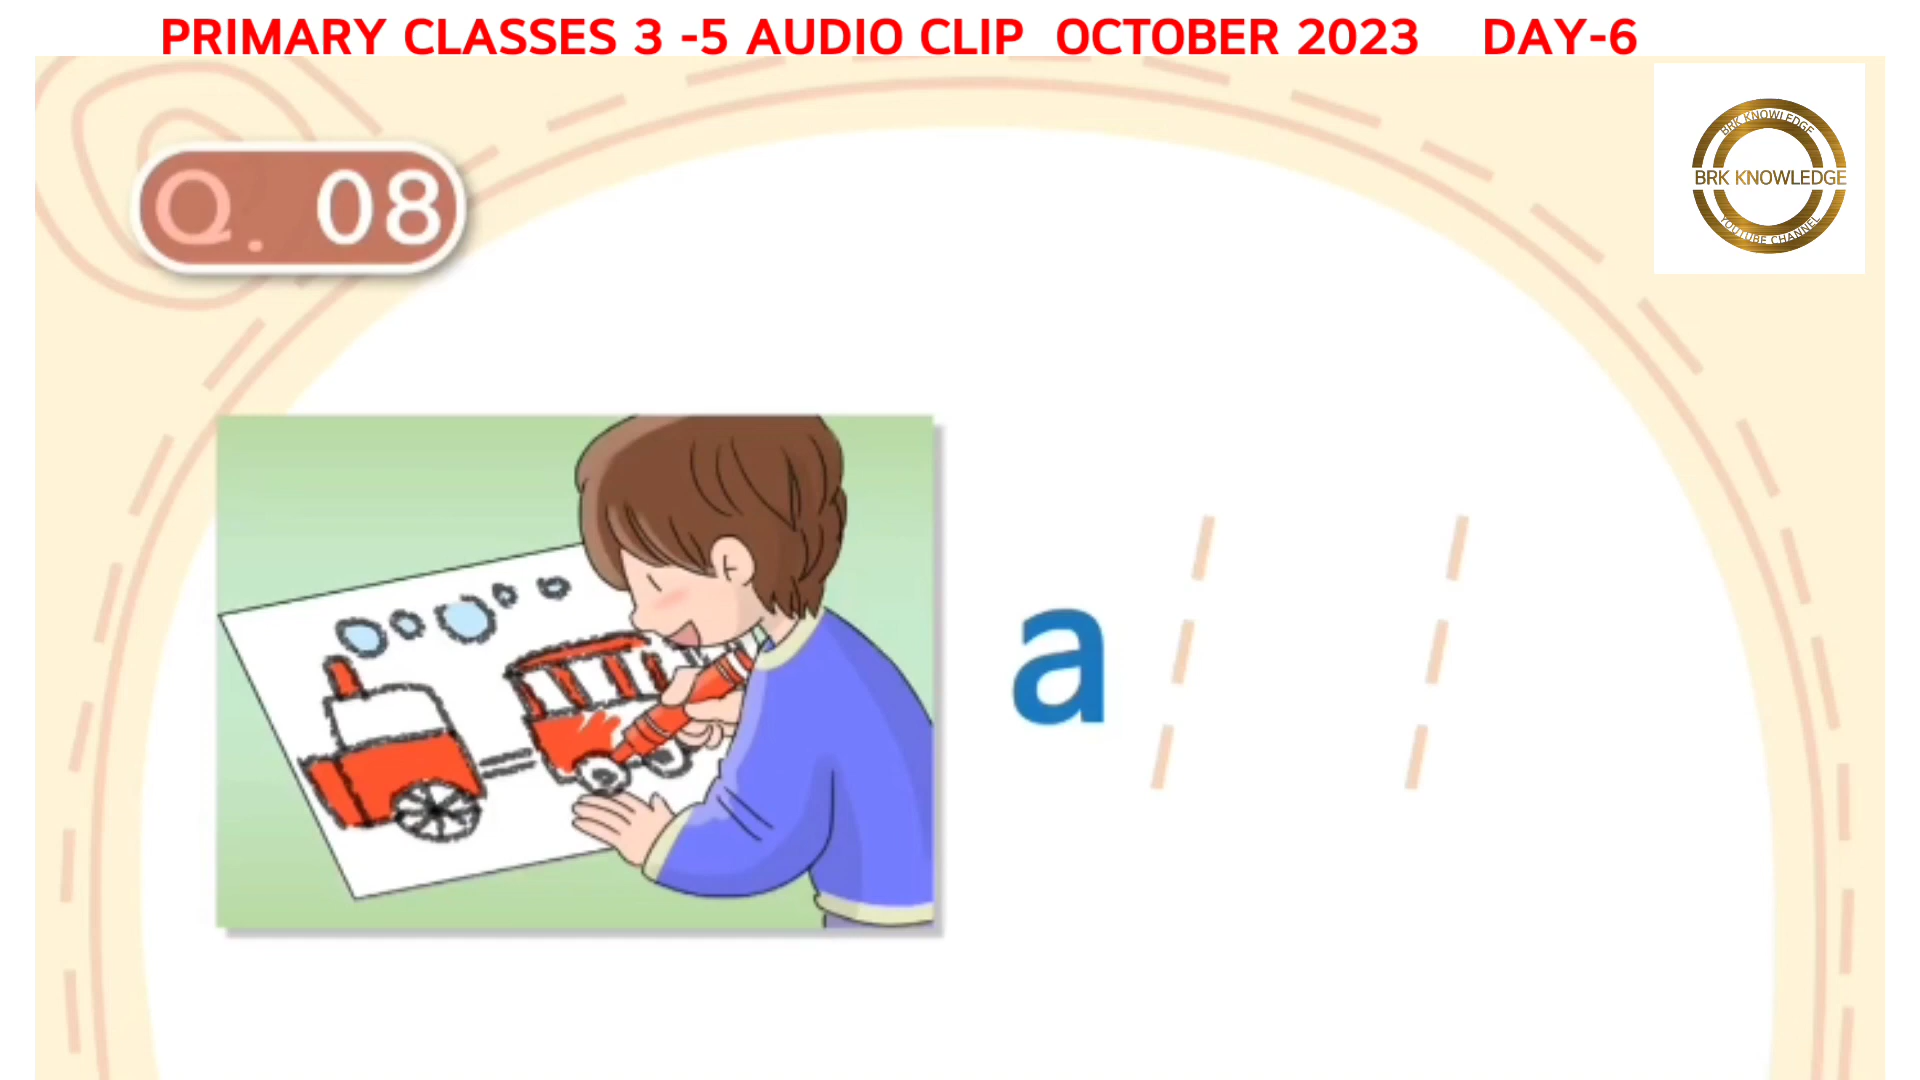 PRIMARY CLASSES 3 -5 AUDIO CLIP OCTOBER 2023 DAY-6
Q. 08
BRK KNOWLEDGE
BRK KNOWLEDGE
YOUTUBE CHANNEL
a